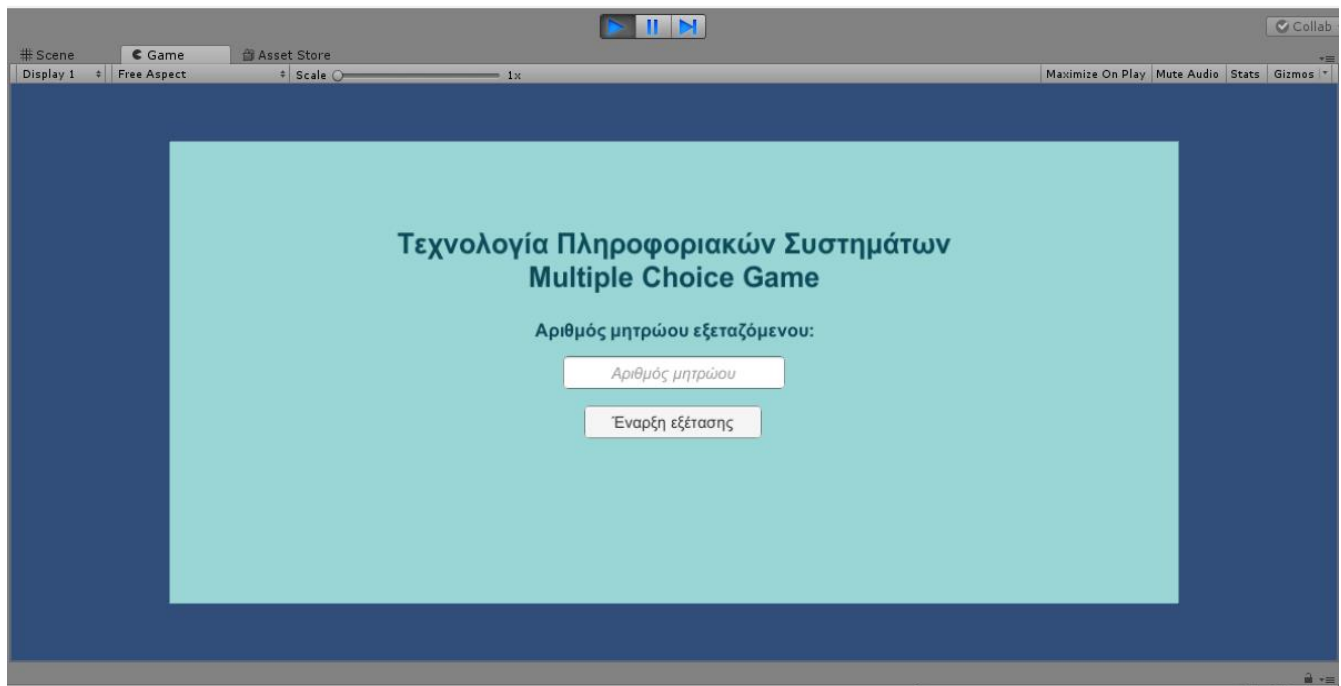 Collab
Scene
Game
Asset Store
Display 1
Free Aspect
Scale
1x
Maximize On Play
Mute Audio
Stats
Gizmos
Τεχνολογία Πληροφοριακών Συστημάτων
Multiple Choice Game
Αριθμός μητρώου εξεταζόμενου:
Αριθμός μητρώου
Έναρξη εξέτασης